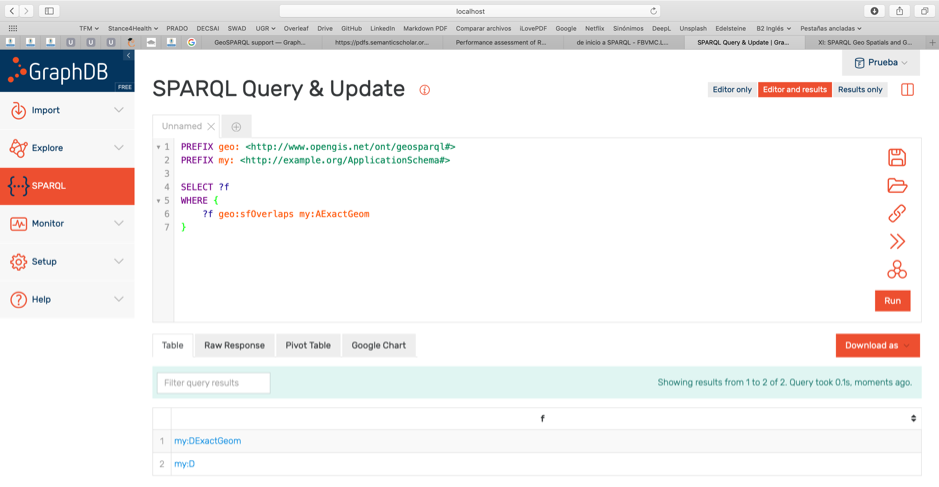 localhost
TFM
Stance4Health
PRADO
DECSAI
SWAD
UGR
Overleaf
Drive
GitHub
LinkedIn
Markdown PDF
Comparar archivos
iLovePDF
Google
Netflix
Sinónimos
DeepL
Unsplash
Edelsteine
B2 Inglés
Pestañas ancladas
GeoSPARQL support — Graph...
https://pdfs.semanticscholar.or...
Performance assessment of R...
de inicio a SPARQL - FBVMC.L...
SPARQL Query & Update | Gra...
XI: SPARQL Geo Spatials and G...
GraphDB
FREE
Import
Explore
SPARQL
Monitor
Setup
Help
Prueba
SPARQL Query & Update
Editor only
Editor and results
Results only
Unnamed
1 PREFIX geo: <http://www.opengis.net/ont/geosparql#>
2 PREFIX my: <http://example.org/ApplicationSchema#>
3
4 SELECT ?f
5 WHERE {
6 ?f geo:sfOverlaps my:AExactGeom
7 }
Run
Table
Raw Response
Pivot Table
Google Chart
Download as
Filter query results
Showing results from 1 to 2 of 2. Query took 0.1s, moments ago.
f
1 my:DExactGeom
2 my:D